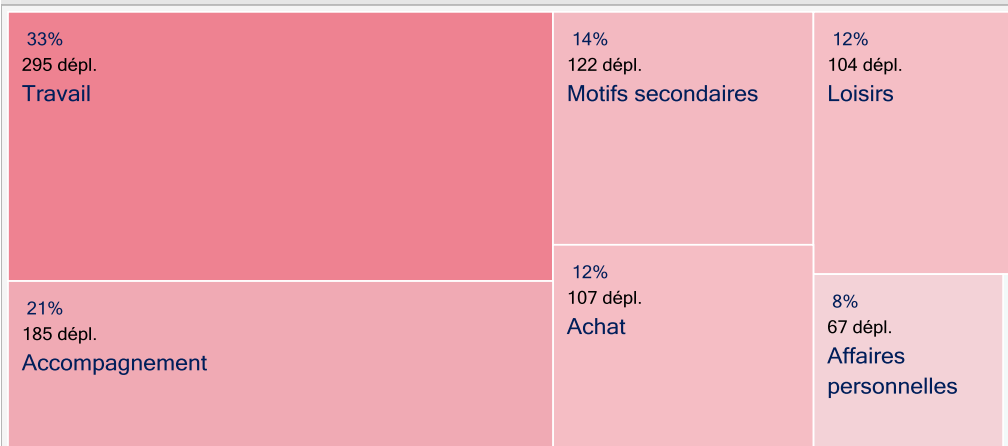 33%
295 dépl.
Travail
21%
185 dépl.
Accompagnement
14%
122 dépl.
Motifs secondaires
12%
107 dépl.
Achat
12%
104 dépl.
Loisirs
8%
67 dépl.
Affaires
personnelles